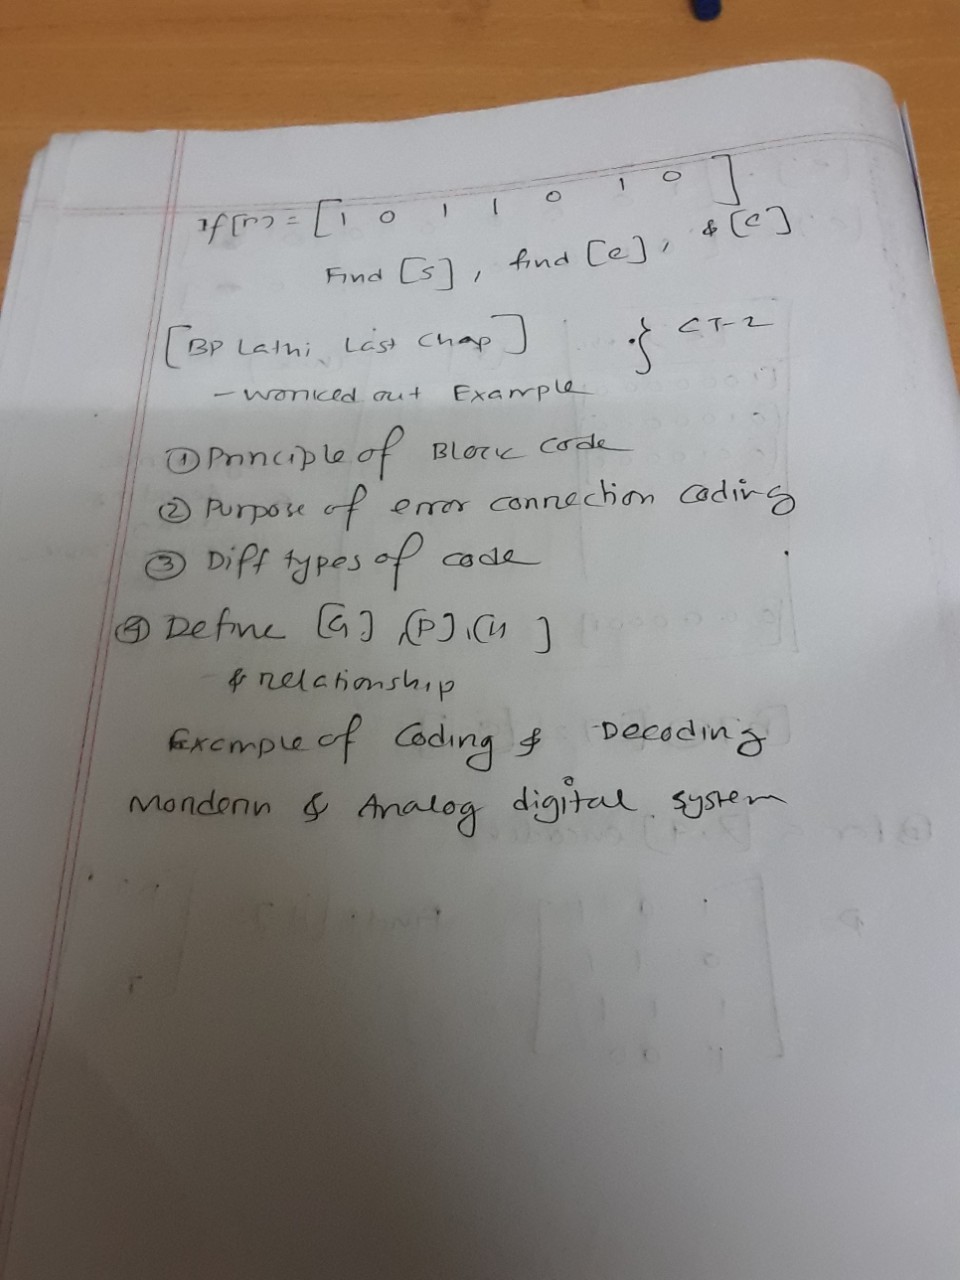 If [r] = [1 0 1 1 0 1 0]
Find [s], find [e], & [c]
[BP Lathi, Last Chap] } CT-2
- worked out Example
① Principle of Block code
② Purpose of error connection coding
③ Diff types of code
④ Define [G], [P], [H]
& relationship
Example of Coding & Decoding
Mondern & Analog digital system